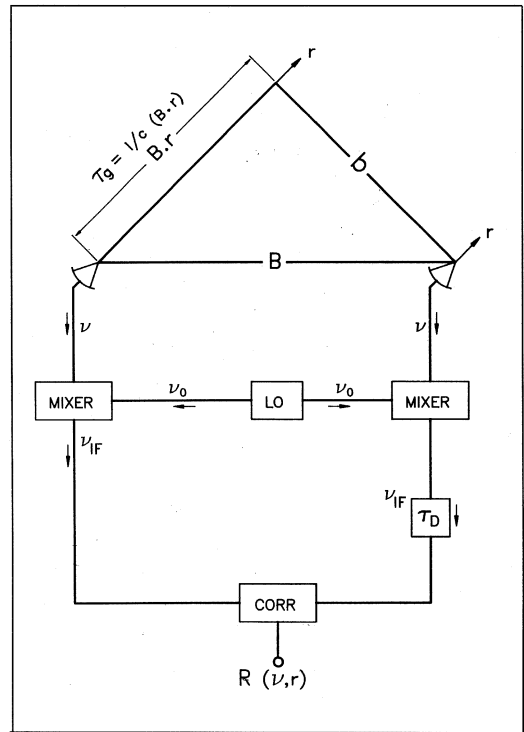 r
τg = 1/c (B·r)
B·r
b
r
B
ν
ν
MIXER
ν0
LO
ν0
MIXER
νIF
νIF
τD
CORR
R (ν,r)